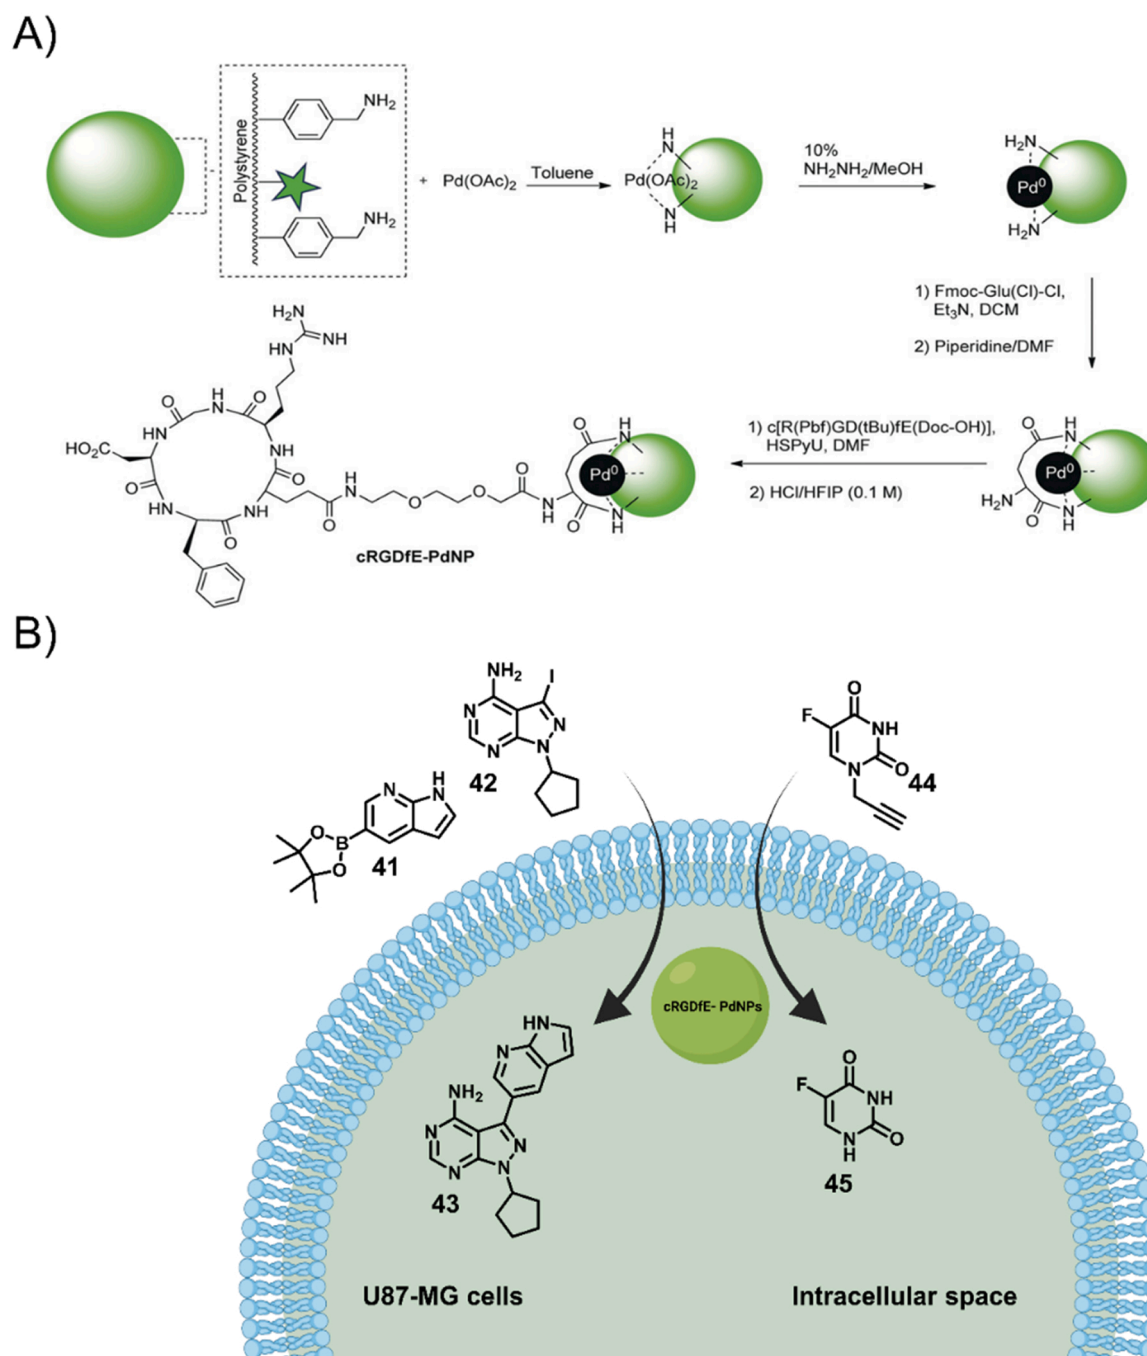 A)
Polystyrene
NH₂
NH₂
+ Pd(OAc)₂
Toluene
H
N
Pd(OAc)₂
N
H
10%
NH₂NH₂/MeOH
H₂N
Pd⁰
H₂N
1) Fmoc-Glu(Cl)-Cl,
Et₃N, DCM
2) Piperidine/DMF
O
H
N
Pd⁰
H₂N
O
N
H
1) c[R(Pbf)GD(tBu)fE(Doc-OH)],
HSPyU, DMF
2) HCl/HFIP (0.1 M)
H₂N
NH
HN
O
H
N
O
HO₂C
NH
NH
O
O
HN
O
HN
O
H
N
O
O
O
O
N
H
O
H
N
Pd⁰
O
N
H
cRGDfE-PdNP
B)
NH₂
I
N
N
N
N
42
N
H
N
O
B
O
41
O
F
NH
N
O
44
cRGDfE- PdNPs
HN
N
NH₂
N
N
N
N
43
O
F
NH
N
H
O
45
U87-MG cells
Intracellular space